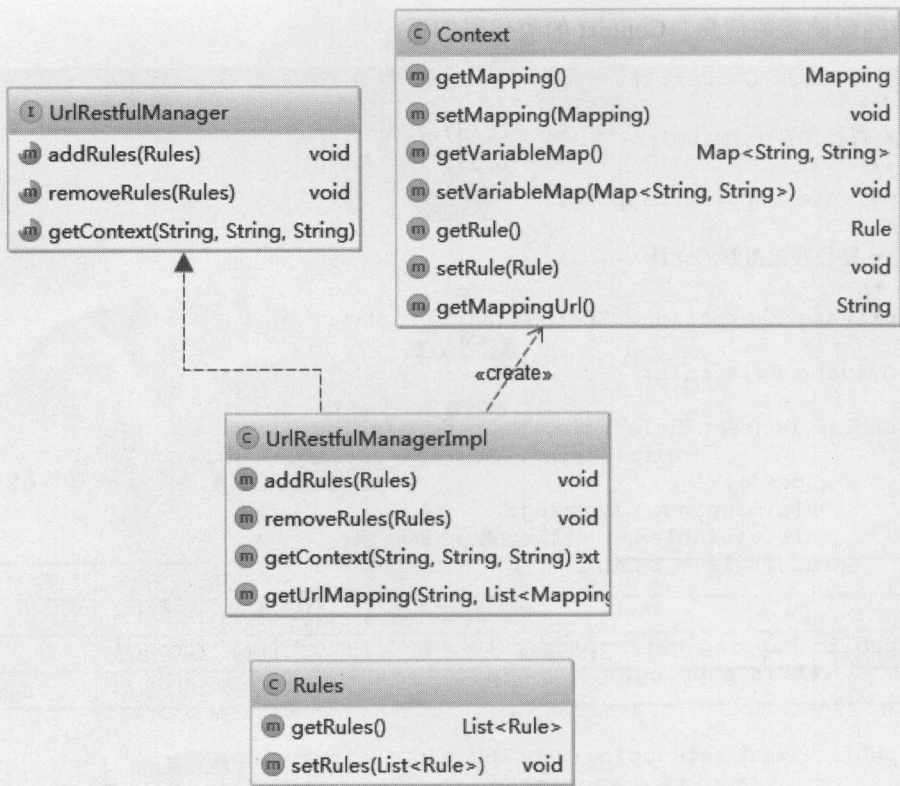 UrlRestfulManager
addRules(Rules) void
removeRules(Rules) void
getContext(String, String, String)
Context
getMapping() Mapping
setMapping(Mapping) void
getVariableMap() Map<String, String>
setVariableMap(Map<String, String>) void
getRule() Rule
setRule(Rule) void
getMappingUrl() String
«create»
UrlRestfulManagerImpl
addRules(Rules) void
removeRules(Rules) void
getContext(String, String, String) ext
getUrlMapping(String, List<Mapping
Rules
getRules() List<Rule>
setRules(List<Rule>) void